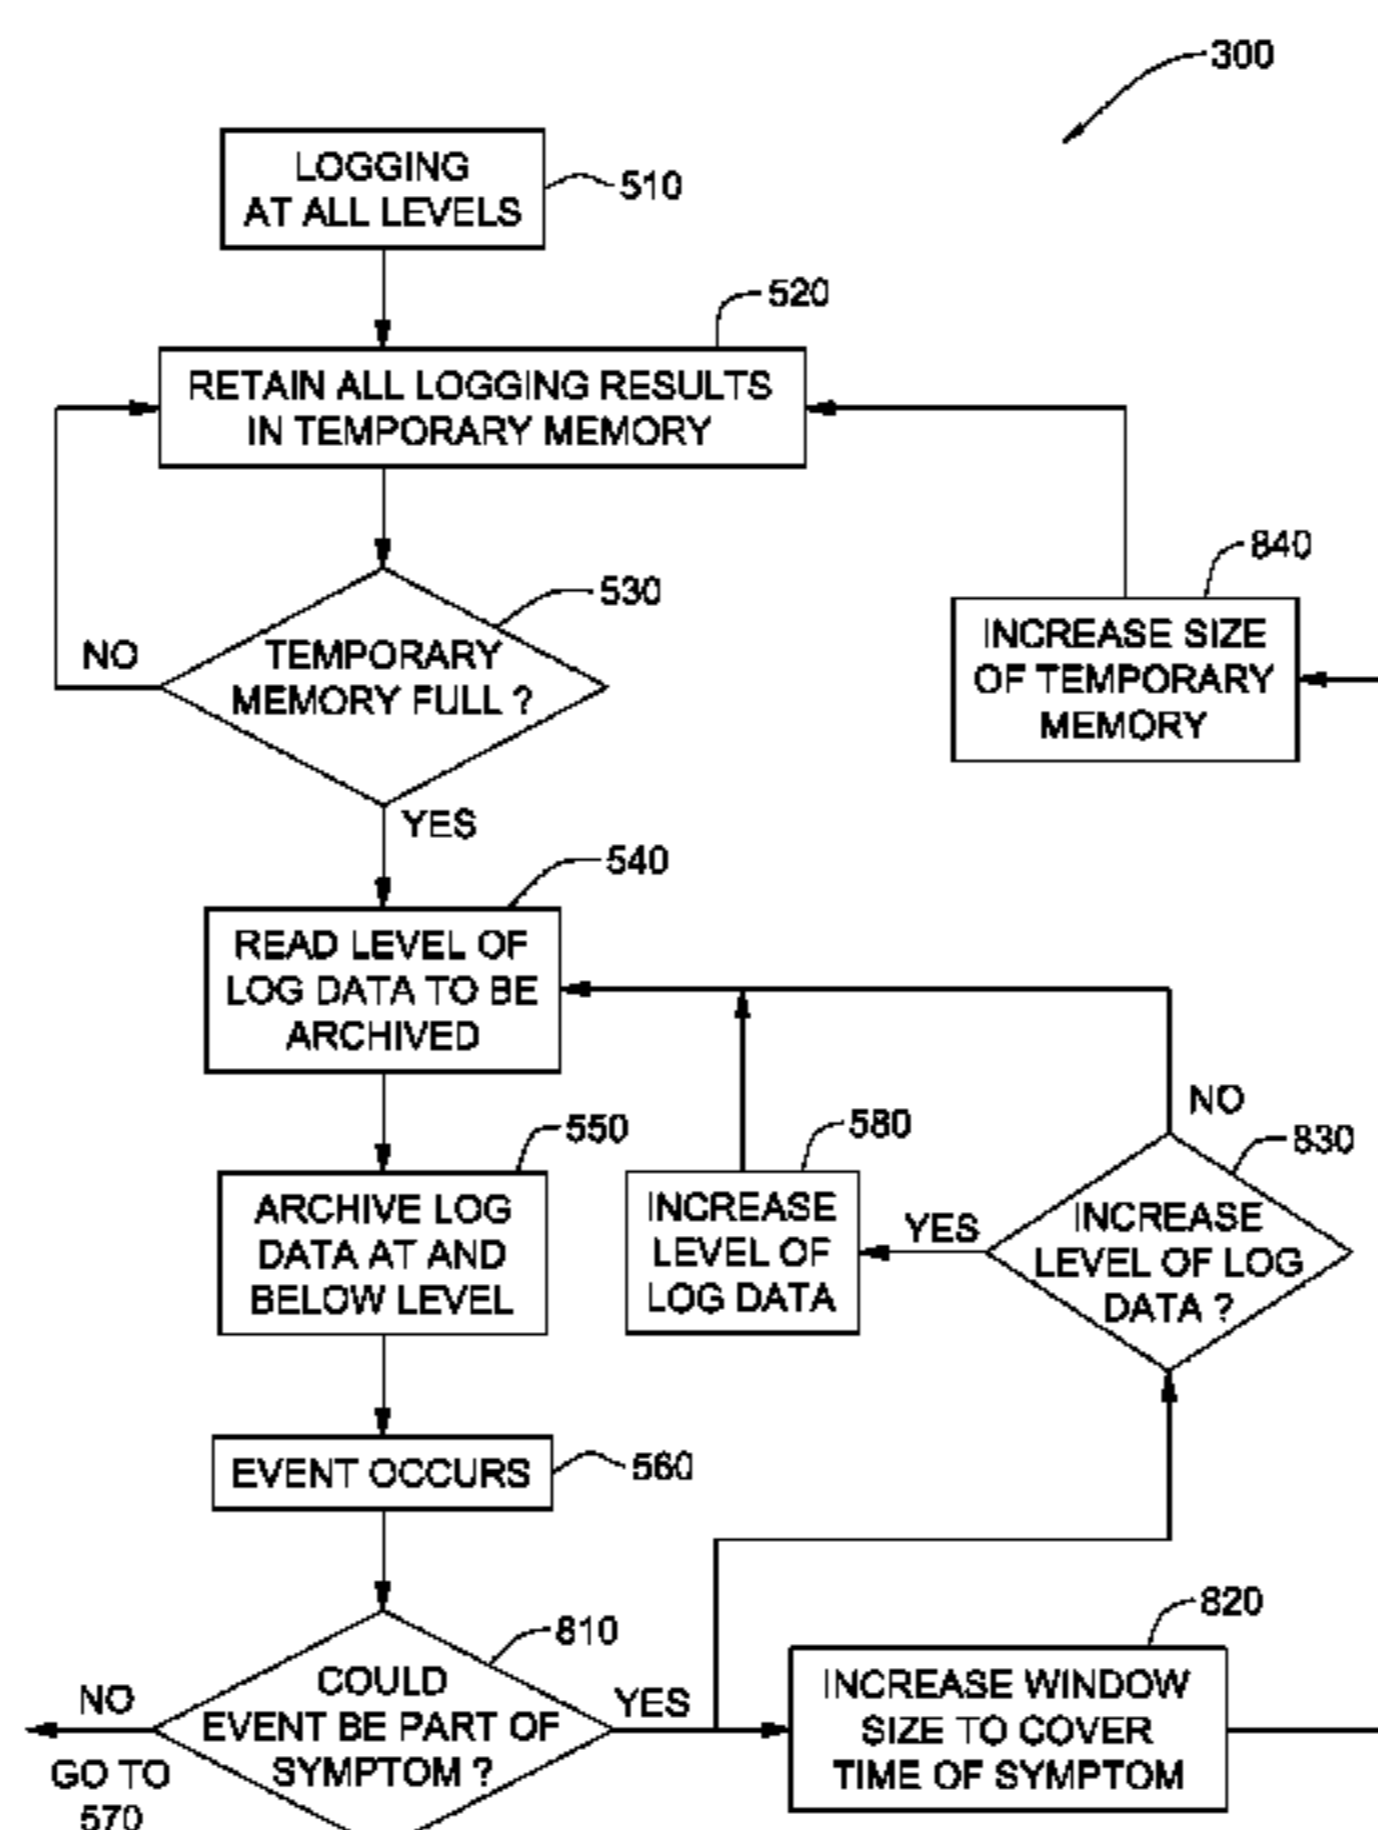 300
LOGGING
AT ALL LEVELS
510
520
RETAIN ALL LOGGING RESULTS
IN TEMPORARY MEMORY
840
530
INCREASE SIZE
OF TEMPORARY
MEMORY
NO
TEMPORARY
MEMORY FULL ?
YES
540
READ LEVEL OF
LOG DATA TO BE
ARCHIVED
NO
550
580
830
ARCHIVE LOG
DATA AT AND
BELOW LEVEL
INCREASE
LEVEL OF
LOG DATA
YES
INCREASE
LEVEL OF LOG
DATA ?
EVENT OCCURS
560
810
820
NO
COULD
EVENT BE PART OF
SYMPTOM ?
YES
INCREASE WINDOW
SIZE TO COVER
TIME OF SYMPTOM
GO TO
570